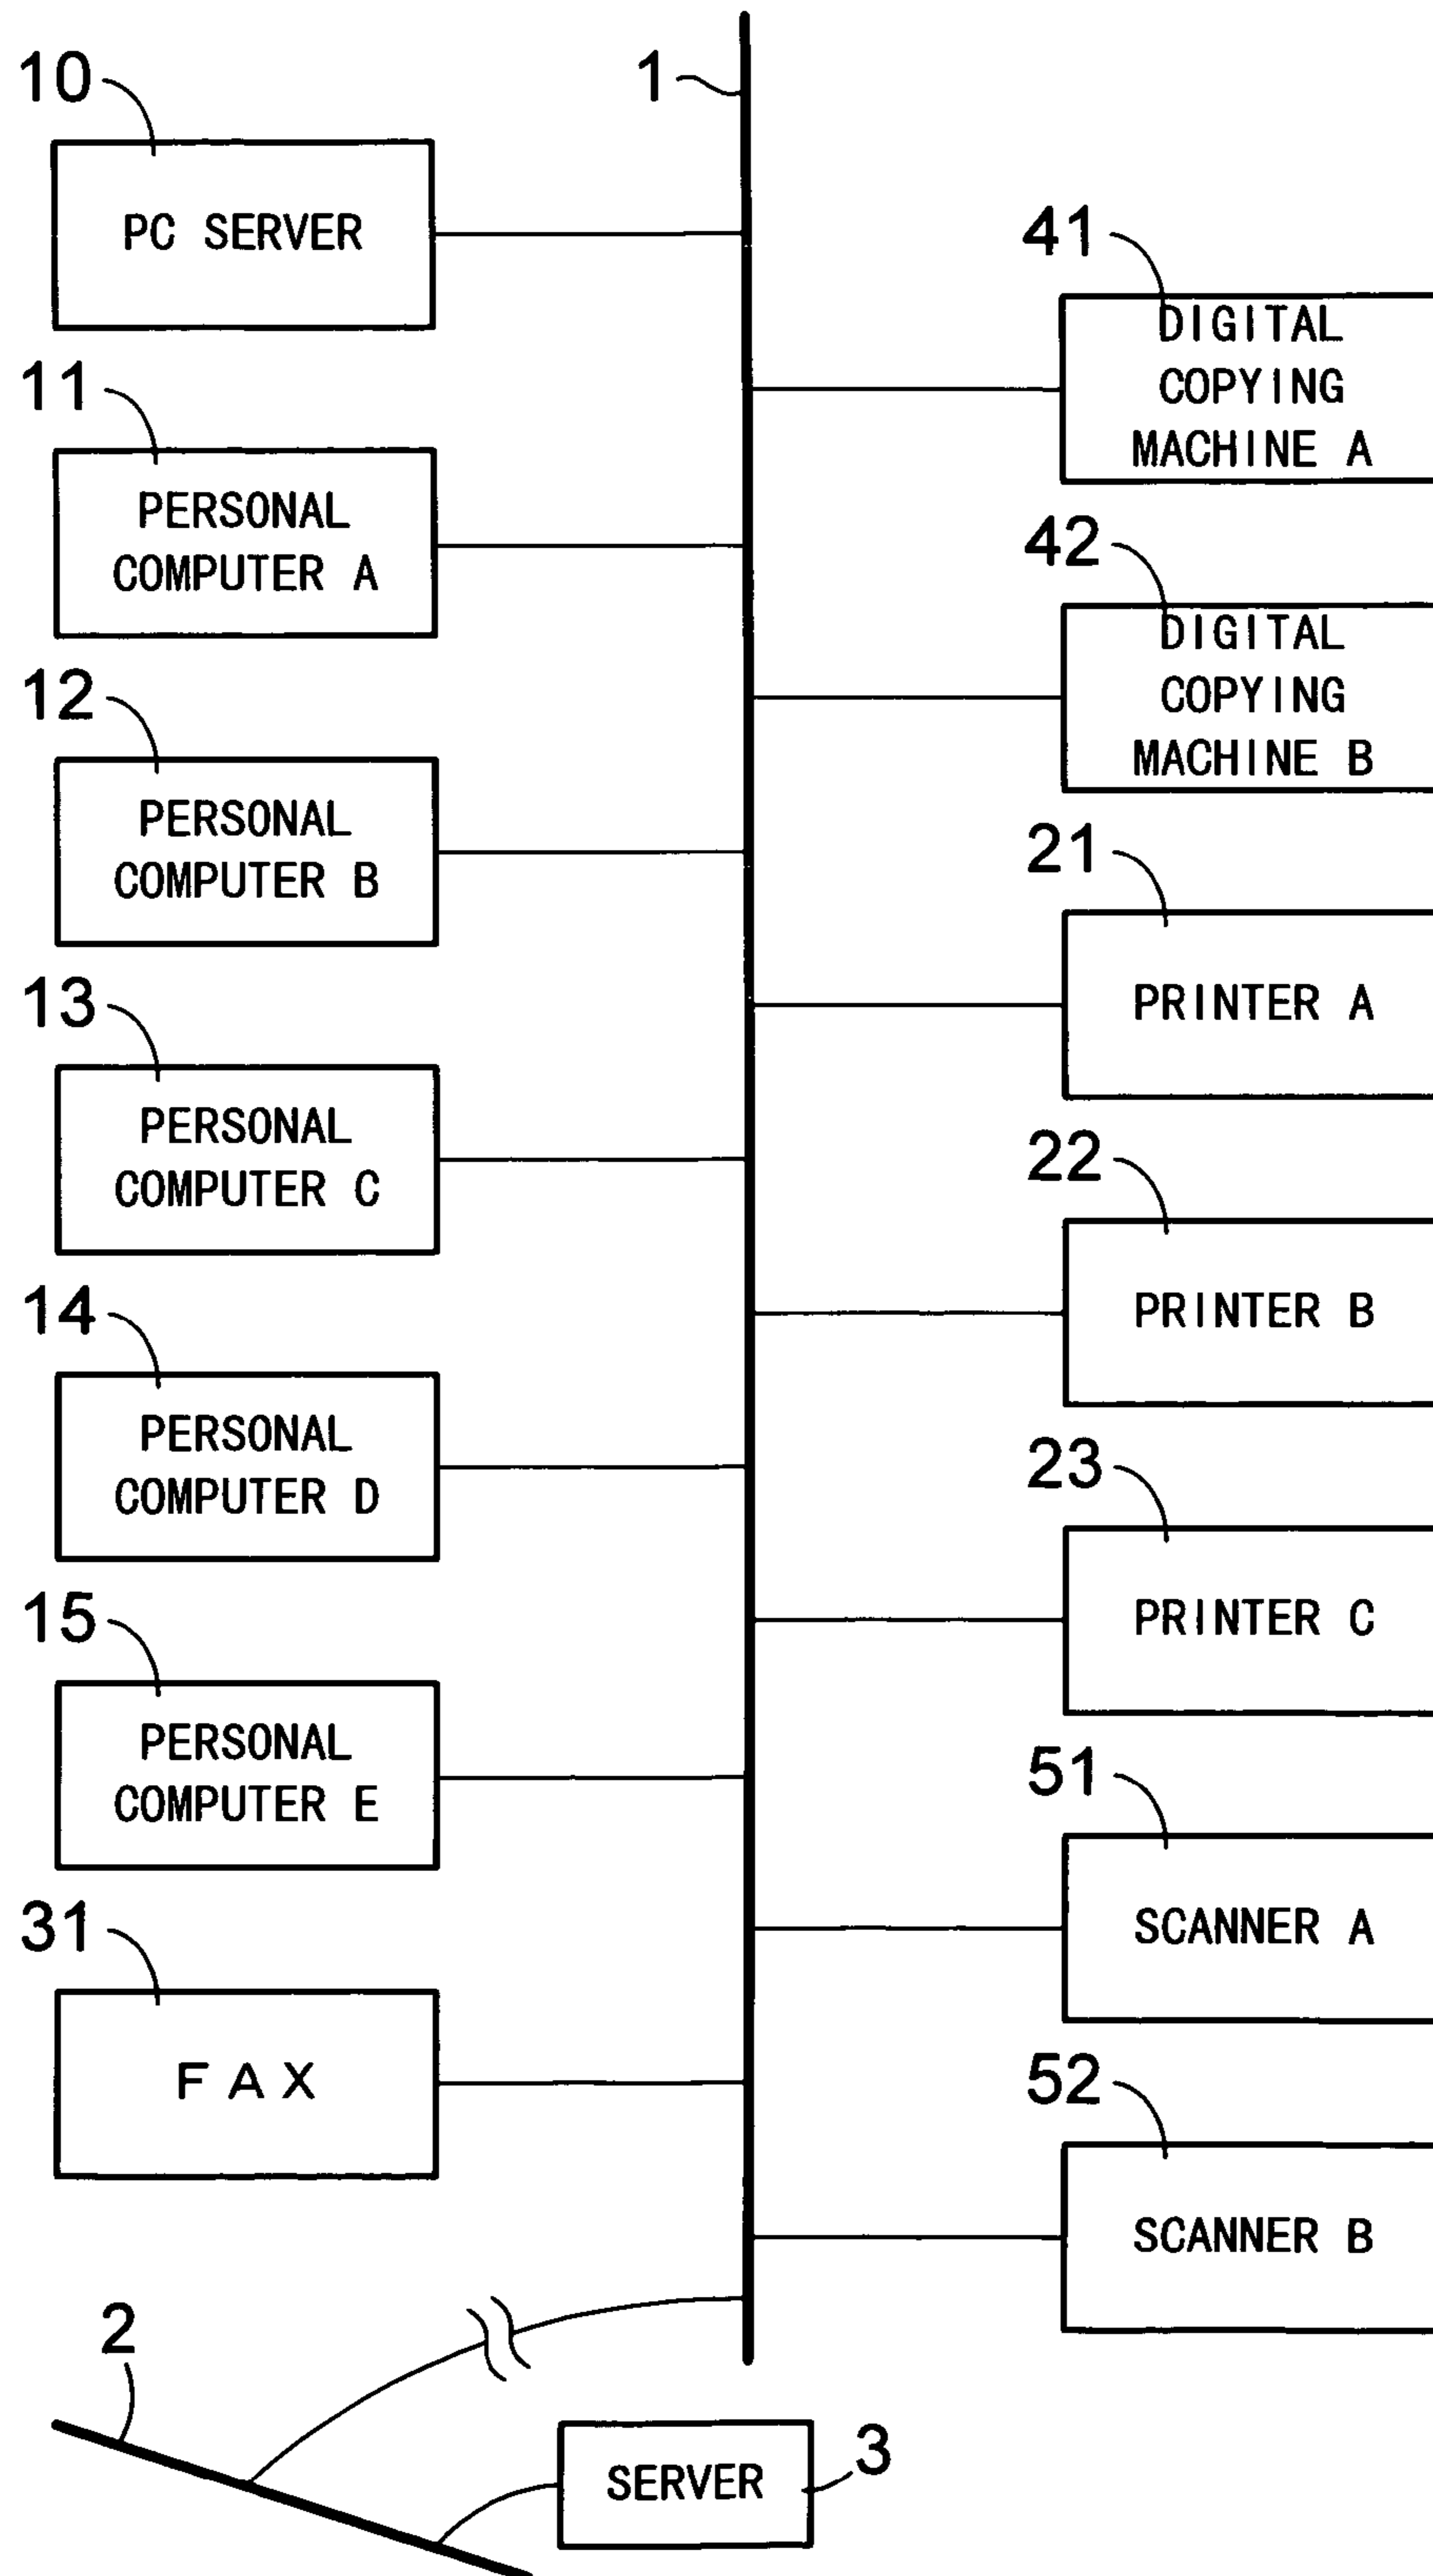 1
10
PC SERVER
11
PERSONAL
COMPUTER A
12
PERSONAL
COMPUTER B
13
PERSONAL
COMPUTER C
14
PERSONAL
COMPUTER D
15
PERSONAL
COMPUTER E
31
FAX
41
DIGITAL
COPYING
MACHINE A
42
DIGITAL
COPYING
MACHINE B
21
PRINTER A
22
PRINTER B
23
PRINTER C
51
SCANNER A
52
SCANNER B
2
SERVER
3